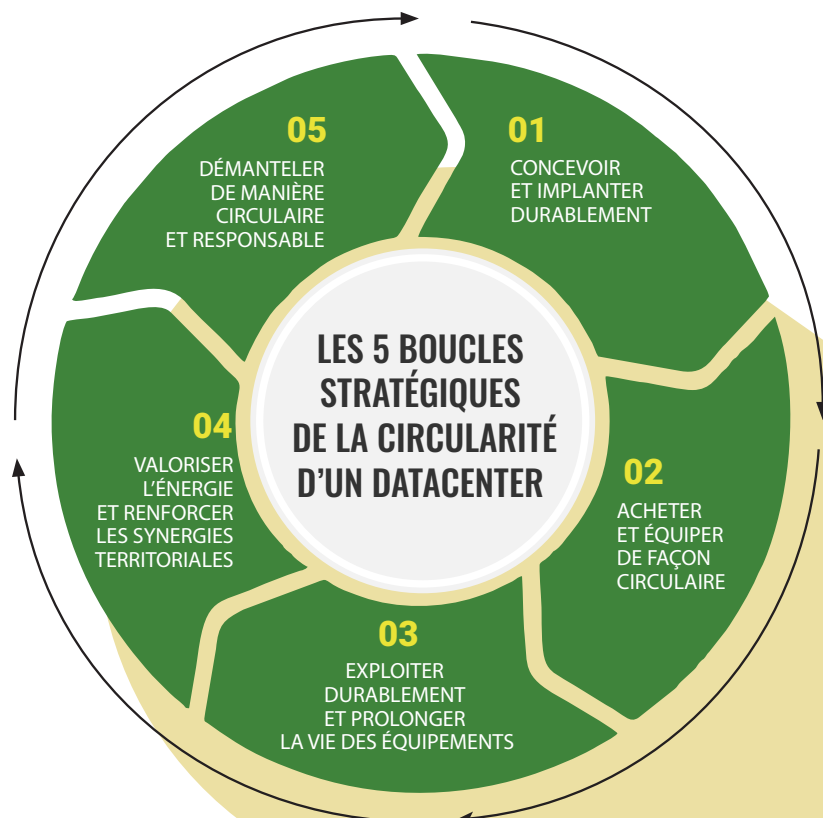 LES 5 BOUCLES
STRATÉGIQUES
DE LA CIRCULARITÉ
D’UN DATACENTER
01
CONCEVOIR
ET IMPLANTER
DURABLEMENT
02
ACHETER
ET ÉQUIPER
DE FAÇON
CIRCULAIRE
03
EXPLOITER
DURABLEMENT
ET PROLONGER
LA VIE DES ÉQUIPEMENTS
04
VALORISER
L’ÉNERGIE
ET RENFORCER
LES SYNERGIES
TERRITORIALES
05
DÉMANTELER
DE MANIÈRE
CIRCULAIRE
ET RESPONSABLE